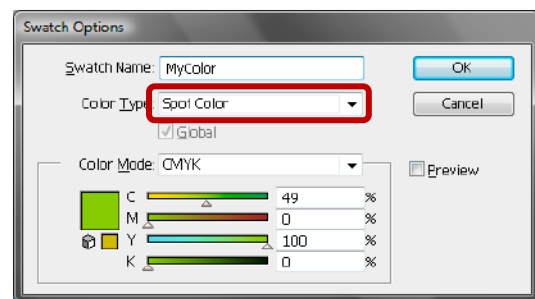 Swatch Options
Swatch Name: MyColor
OK
Color Type: Spot Color
Cancel
Global
Color Mode: CMYK
Preview
C 49 %
M 0 %
Y 100 %
K 0 %